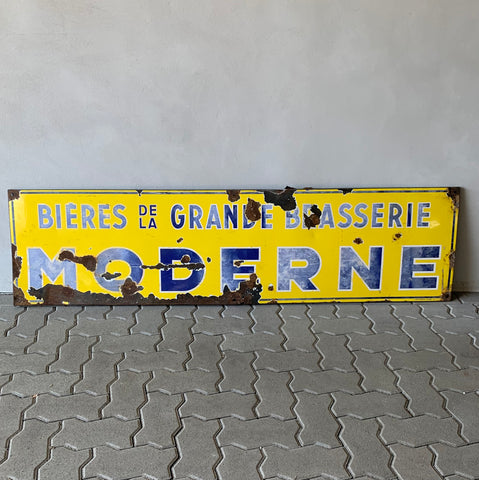 BIÈRES DE LA GRANDE BRASSERIE
MODERNE